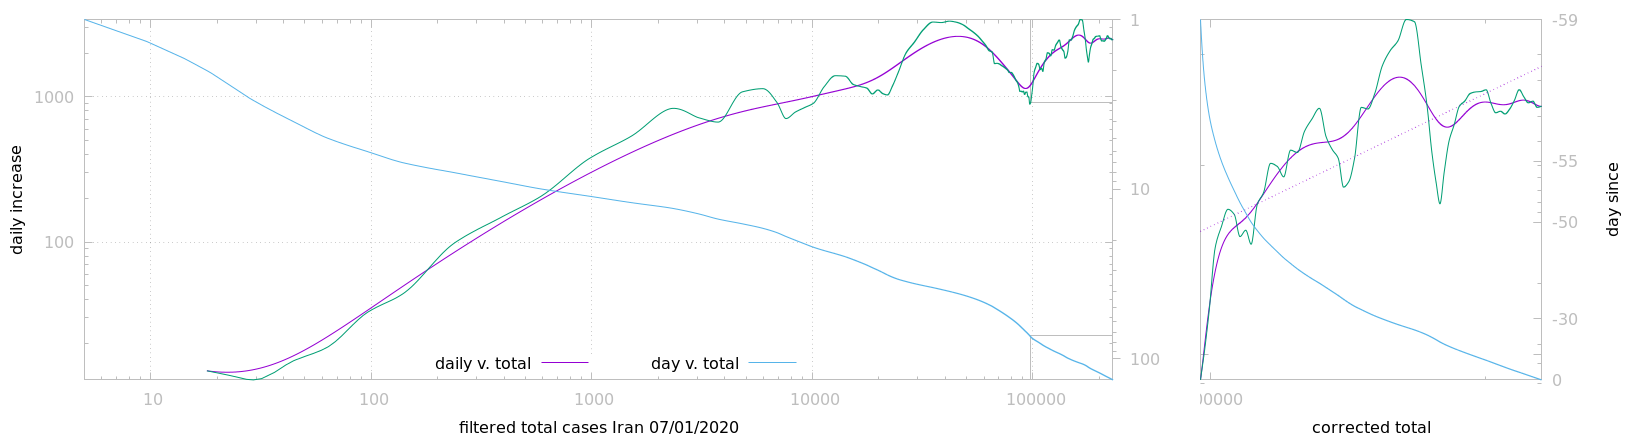 1000
100
daily increase
10
100
1000
10000
100000
1
10
100
daily v. total
day v. total
filtered total cases Iran 07/01/2020
-59
-55
-50
-30
0
day since
00000
corrected total